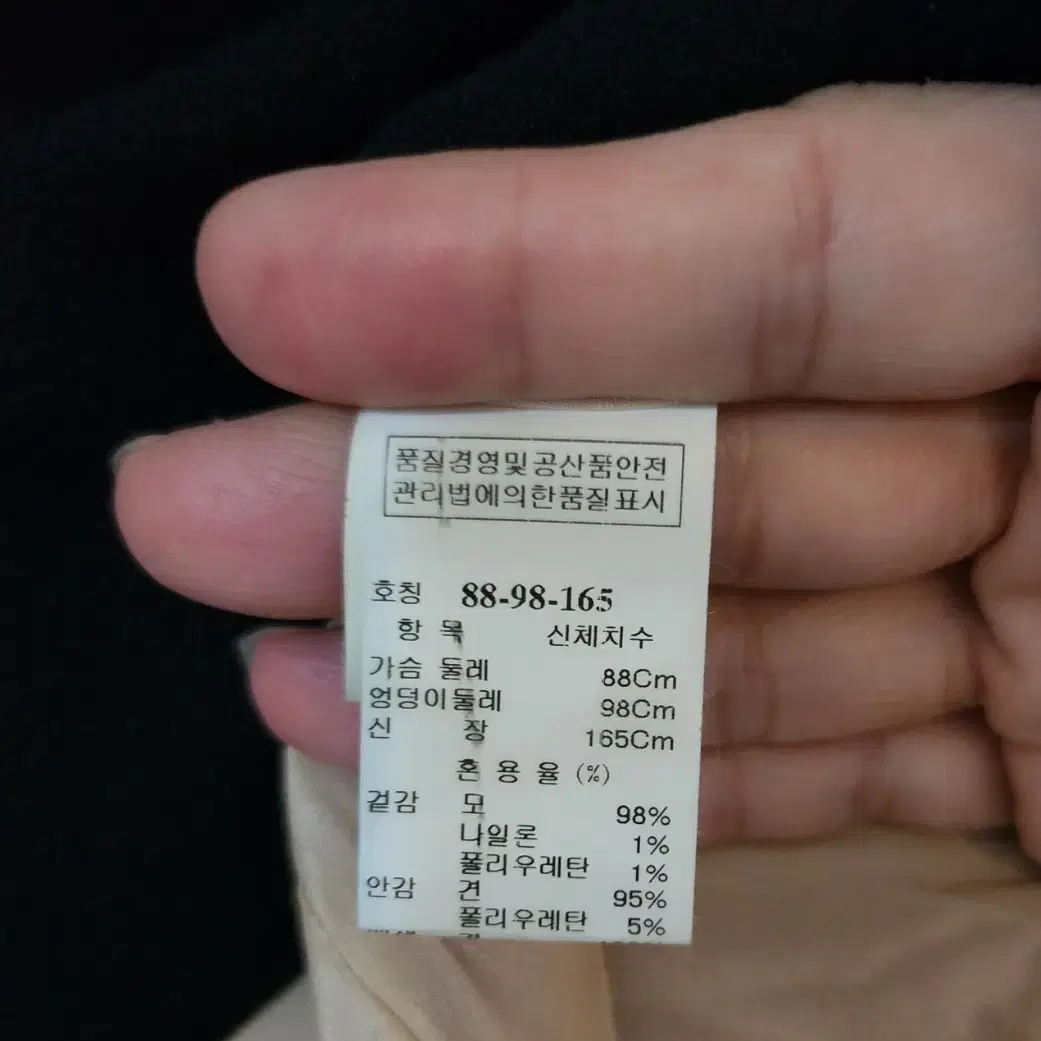 품질경영및공산품안전
관리법에의한품질표시
호칭 88-98-165
항 목 신체치수
가슴 둘레 88Cm
엉덩이둘레 98Cm
신 장 165Cm
혼 용 율 (%)
겉감 모 98%
나일론 1%
폴리우레탄 1%
안감 견 95%
폴리우레탄 5%